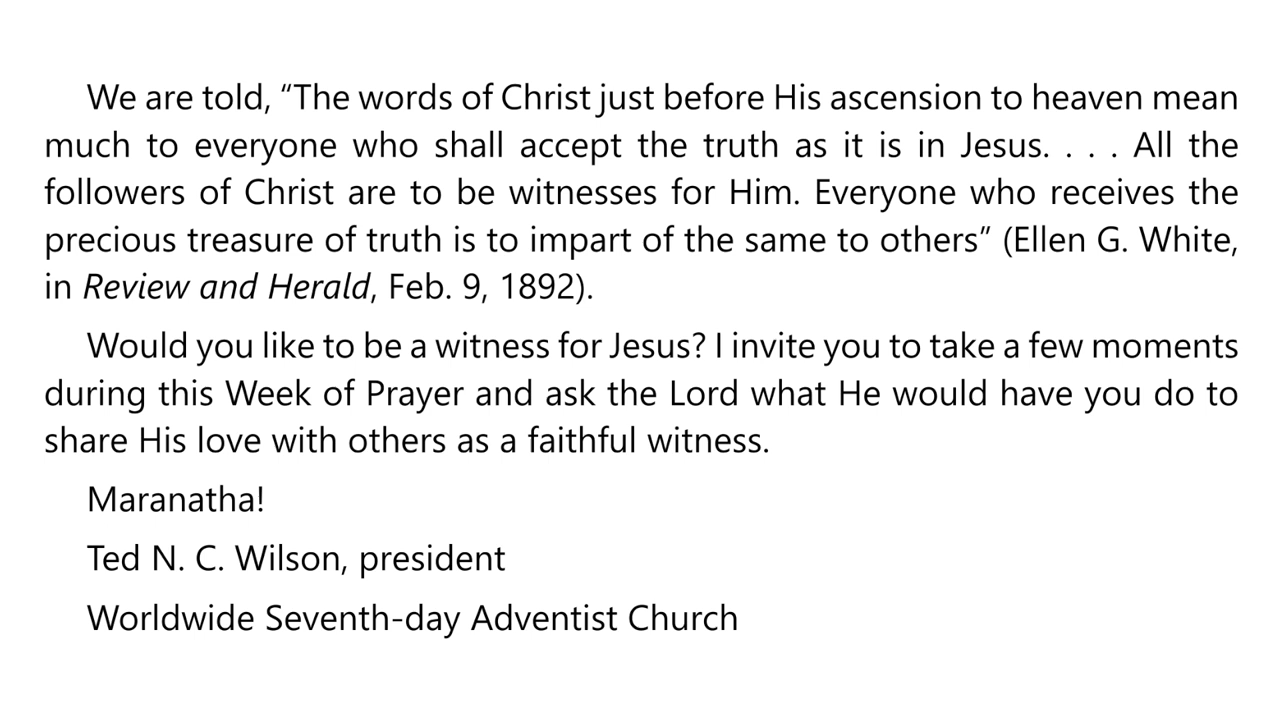 We are told, “The words of Christ just before His ascension to heaven mean
much to everyone who shall accept the truth as it is in Jesus. . . . All the
followers of Christ are to be witnesses for Him. Everyone who receives the
precious treasure of truth is to impart of the same to others” (Ellen G. White,
in Review and Herald, Feb. 9, 1892).
Would you like to be a witness for Jesus? I invite you to take a few moments
during this Week of Prayer and ask the Lord what He would have you do to
share His love with others as a faithful witness.
Maranatha!
Ted N. C. Wilson, president
Worldwide Seventh-day Adventist Church